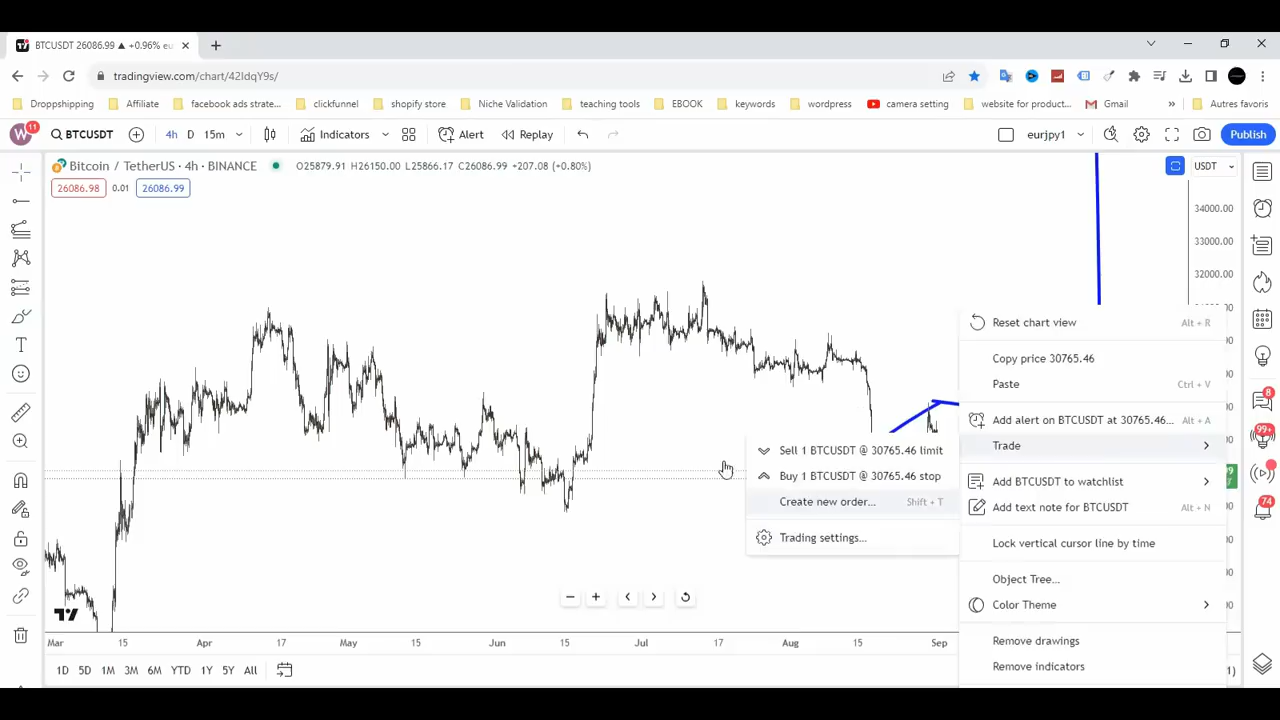 BTCUSDT 26086.99 ▲ +0.96% eu
tradingview.com/chart/42ldqY9s/
Droppshipping
Affiliate
facebook ads strate...
clickfunnel
shopify store
Niche Validation
teaching tools
EBOOK
keywords
wordpress
camera setting
website for product...
Gmail
»
Autres favoris
W
11
BTCUSDT
4h
D
15m
Indicators
Alert
Replay
eurjpy1
Publish
Bitcoin / TetherUS · 4h · BINANCE
O25879.91 H26150.00 L25866.17 C26086.99 +207.08 (+0.80%)
USDT
26086.98
0.01
26086.99
34000.00
33000.00
32000.00
Reset chart view
Alt + R
Copy price 30765.46
Paste
Ctrl + V
Add alert on BTCUSDT at 30765.46...
Alt + A
Trade
Sell 1 BTCUSDT @ 30765.46 limit
Buy 1 BTCUSDT @ 30765.46 stop
Create new order...
Shift + T
Trading settings...
Add BTCUSDT to watchlist
Add text note for BTCUSDT
Alt + N
Lock vertical cursor line by time
Object Tree...
Color Theme
Remove drawings
Remove indicators
8
99+
74
Mar
15
Apr
17
May
15
Jun
15
Jul
17
Aug
15
Sep
1D
5D
1M
3M
6M
YTD
1Y
5Y
All